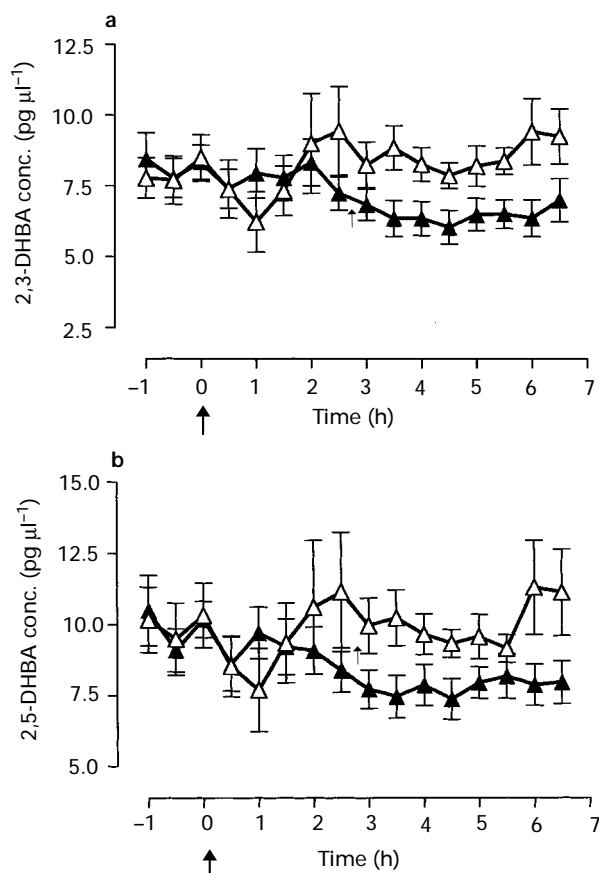 a
12.5
10.0
7.5
5.0
2.5
2,3-DHBA conc. (pg μl⁻¹)
–1 0 1 2 3 4 5 6 7
Time (h)
b
15.0
12.5
10.0
7.5
5.0
2,5-DHBA conc. (pg μl⁻¹)
–1 0 1 2 3 4 5 6 7
Time (h)